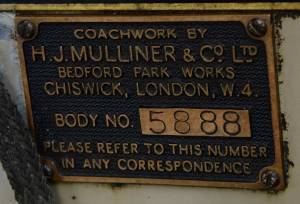 COACHWORK BY
H.J. MULLINER & CO LTD
BEDFORD PARK WORKS
CHISWICK, LONDON, W.4.
BODY NO. 5888
PLEASE REFER TO THIS NUMBER
IN ANY CORRESPONDENCE